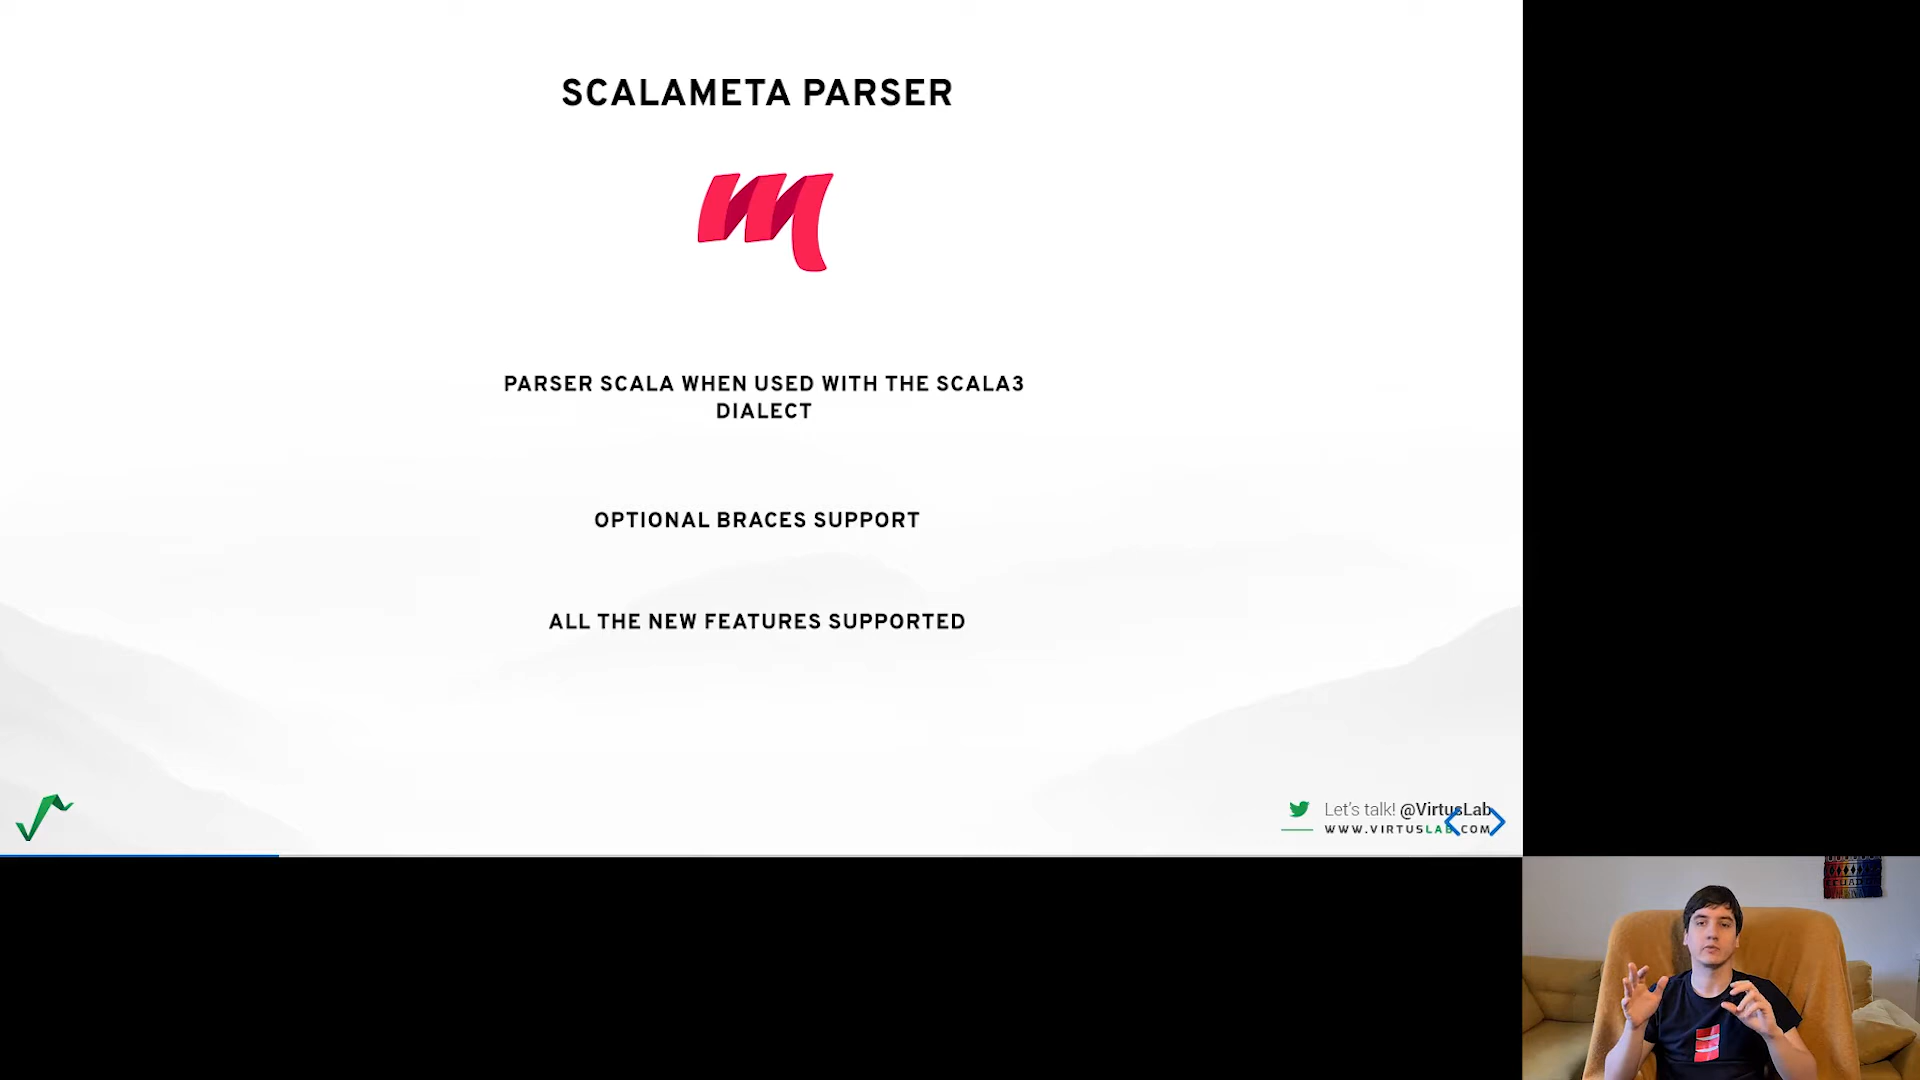 SCALAMETA PARSER
PARSER SCALA WHEN USED WITH THE SCALA3
DIALECT
OPTIONAL BRACES SUPPORT
ALL THE NEW FEATURES SUPPORTED
Let's talk! @VirtusLab
WWW.VIRTUSLAB.COM
ECUADOR